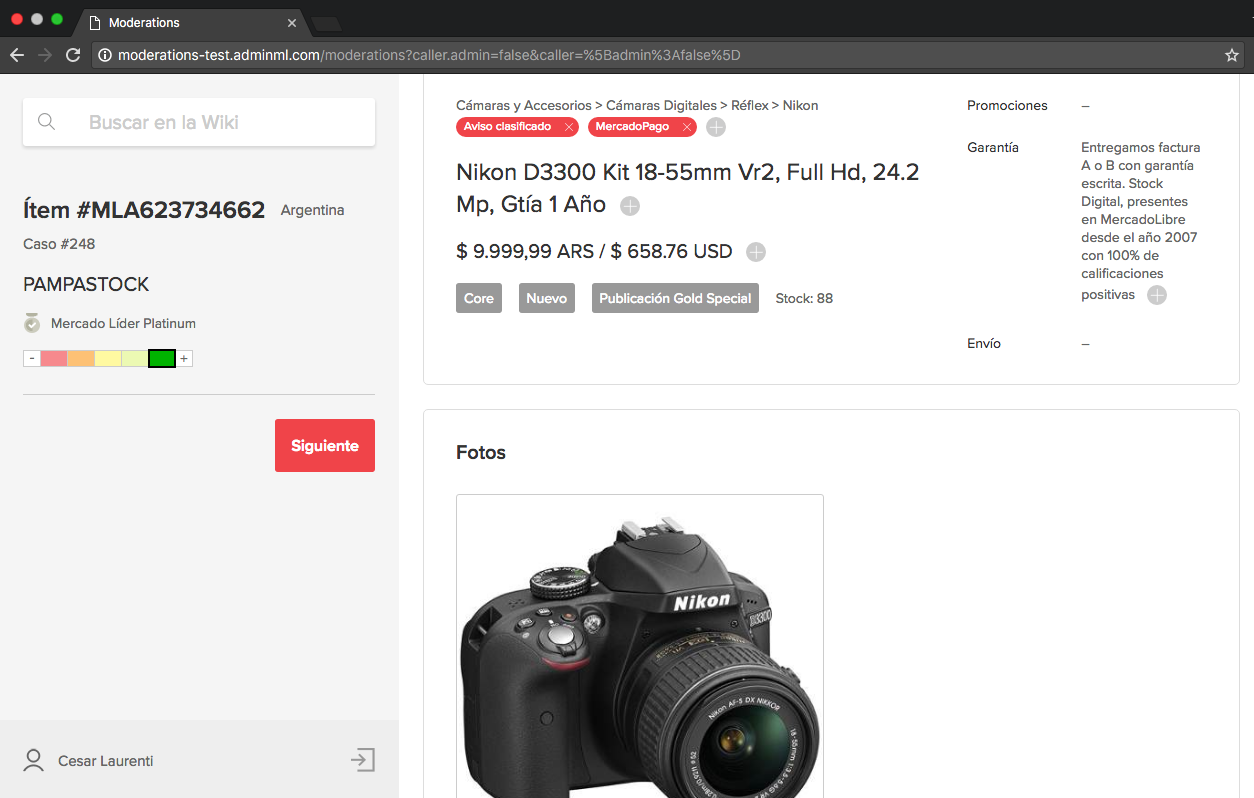 Moderations
moderations-test.adminml.com/moderations?caller.admin=false&caller=%5Badmin%3Afalse%5D
Buscar en la Wiki
Ítem #MLA623734662 Argentina
Caso #248
PAMPASTOCK
Mercado Líder Platinum
- +
Siguiente
Cesar Laurenti
Cámaras y Accesorios > Cámaras Digitales > Réflex > Nikon
Aviso clasificado MercadoPago
Nikon D3300 Kit 18-55mm Vr2, Full Hd, 24.2
Mp, Gtía 1 Año
$ 9.999,99 ARS / $ 658.76 USD
Core Nuevo Publicación Gold Special Stock: 88
Promociones –
Garantía
Entregamos factura
A o B con garantía
escrita. Stock
Digital, presentes
en MercadoLibre
desde el año 2007
con 100% de
calificaciones
positivas
Envío –
Fotos
Nikon
D3300
Nikon AF-S DX NIKKOR